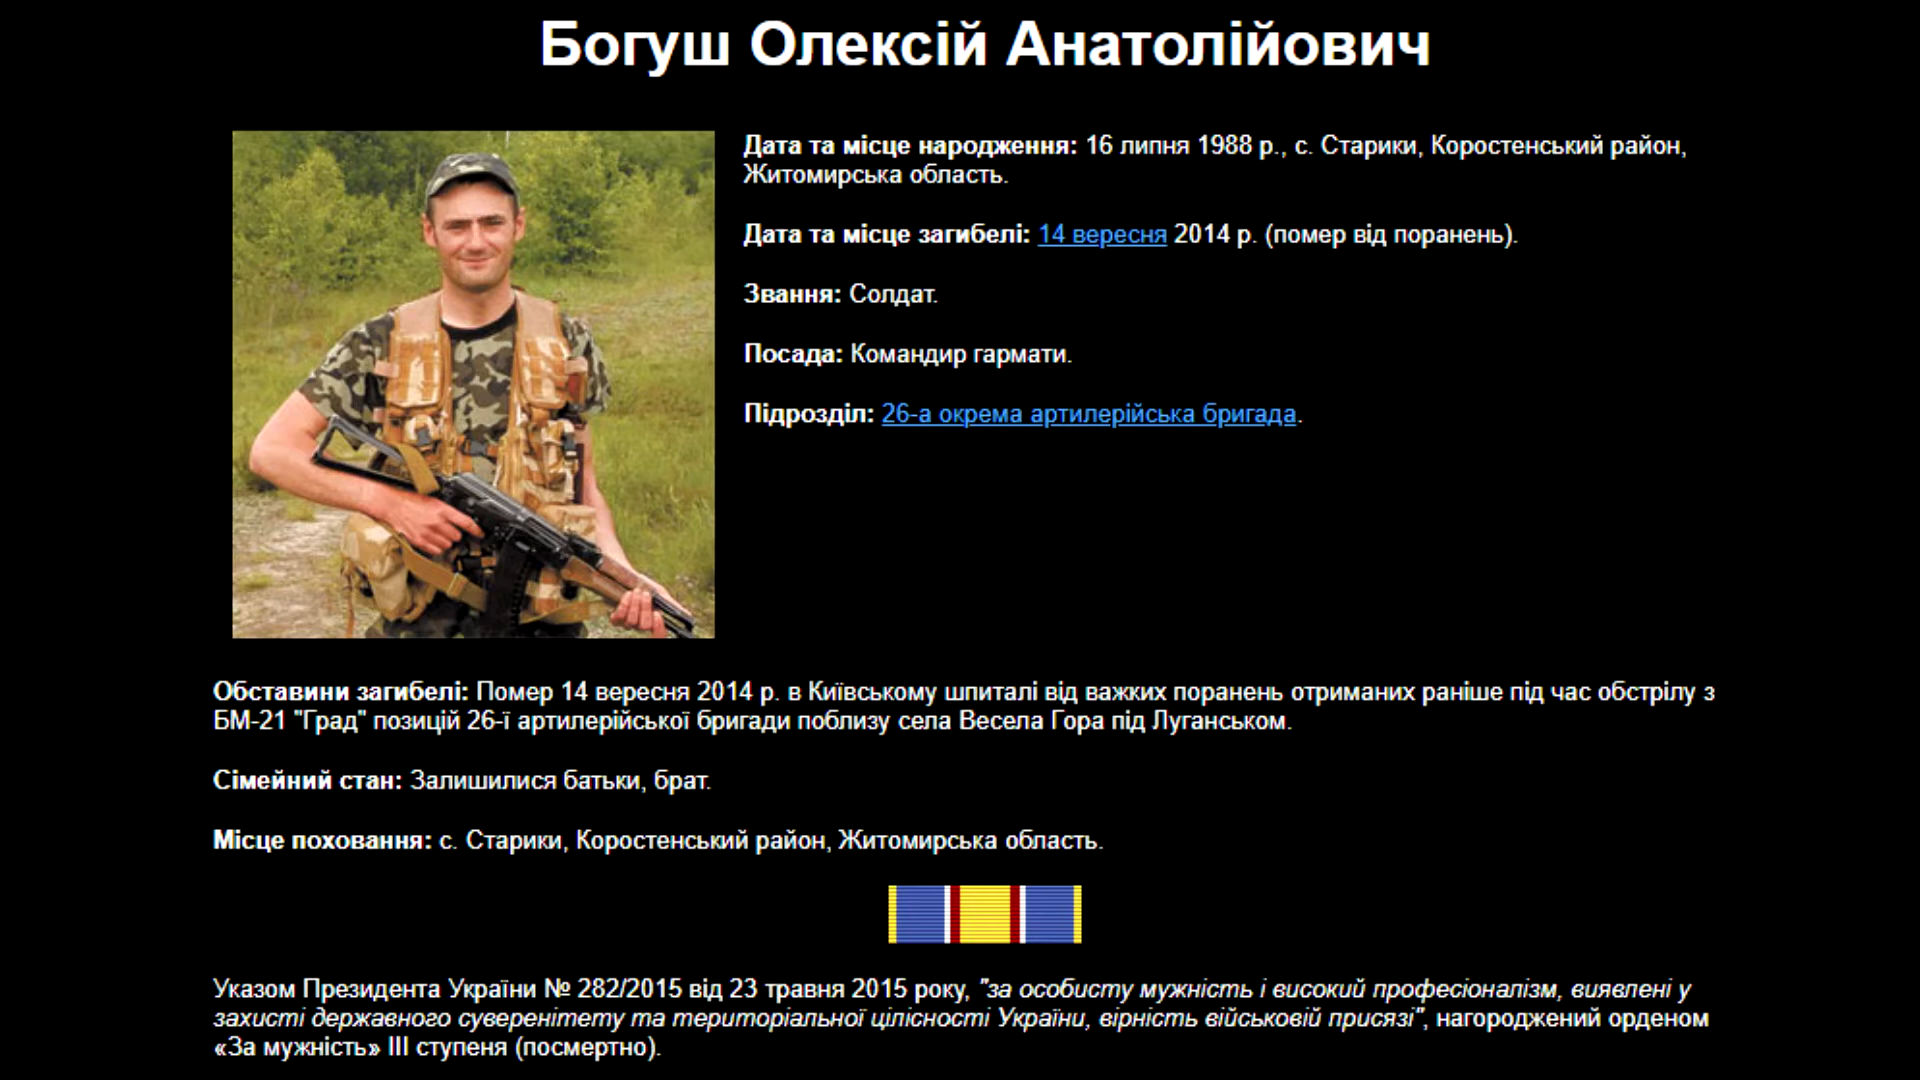 Богуш Олексій Анатолійович
Дата та місце народження: 16 липня 1988 р., с. Старики, Коростенський район,
Житомирська область.
Дата та місце загибелі: 14 вересня 2014 р. (помер від поранень).
Звання: Солдат.
Посада: Командир гармати.
Підрозділ: 26-а окрема артилерійська бригада.
Обставини загибелі: Помер 14 вересня 2014 р. в Київському шпиталі від важких поранень отриманих раніше під час обстрілу з
БМ-21 "Град" позицій 26-ї артилерійської бригади поблизу села Весела Гора під Луганськом.
Сімейний стан: Залишилися батьки, брат.
Місце поховання: с. Старики, Коростенський район, Житомирська область.
Указом Президента України № 282/2015 від 23 травня 2015 року, "за особисту мужність і високий професіоналізм, виявлені у
захисті державного суверенітету та територіальної цілісності України, вірність військовій присязі", нагороджений орденом
«За мужність» III ступеня (посмертно).